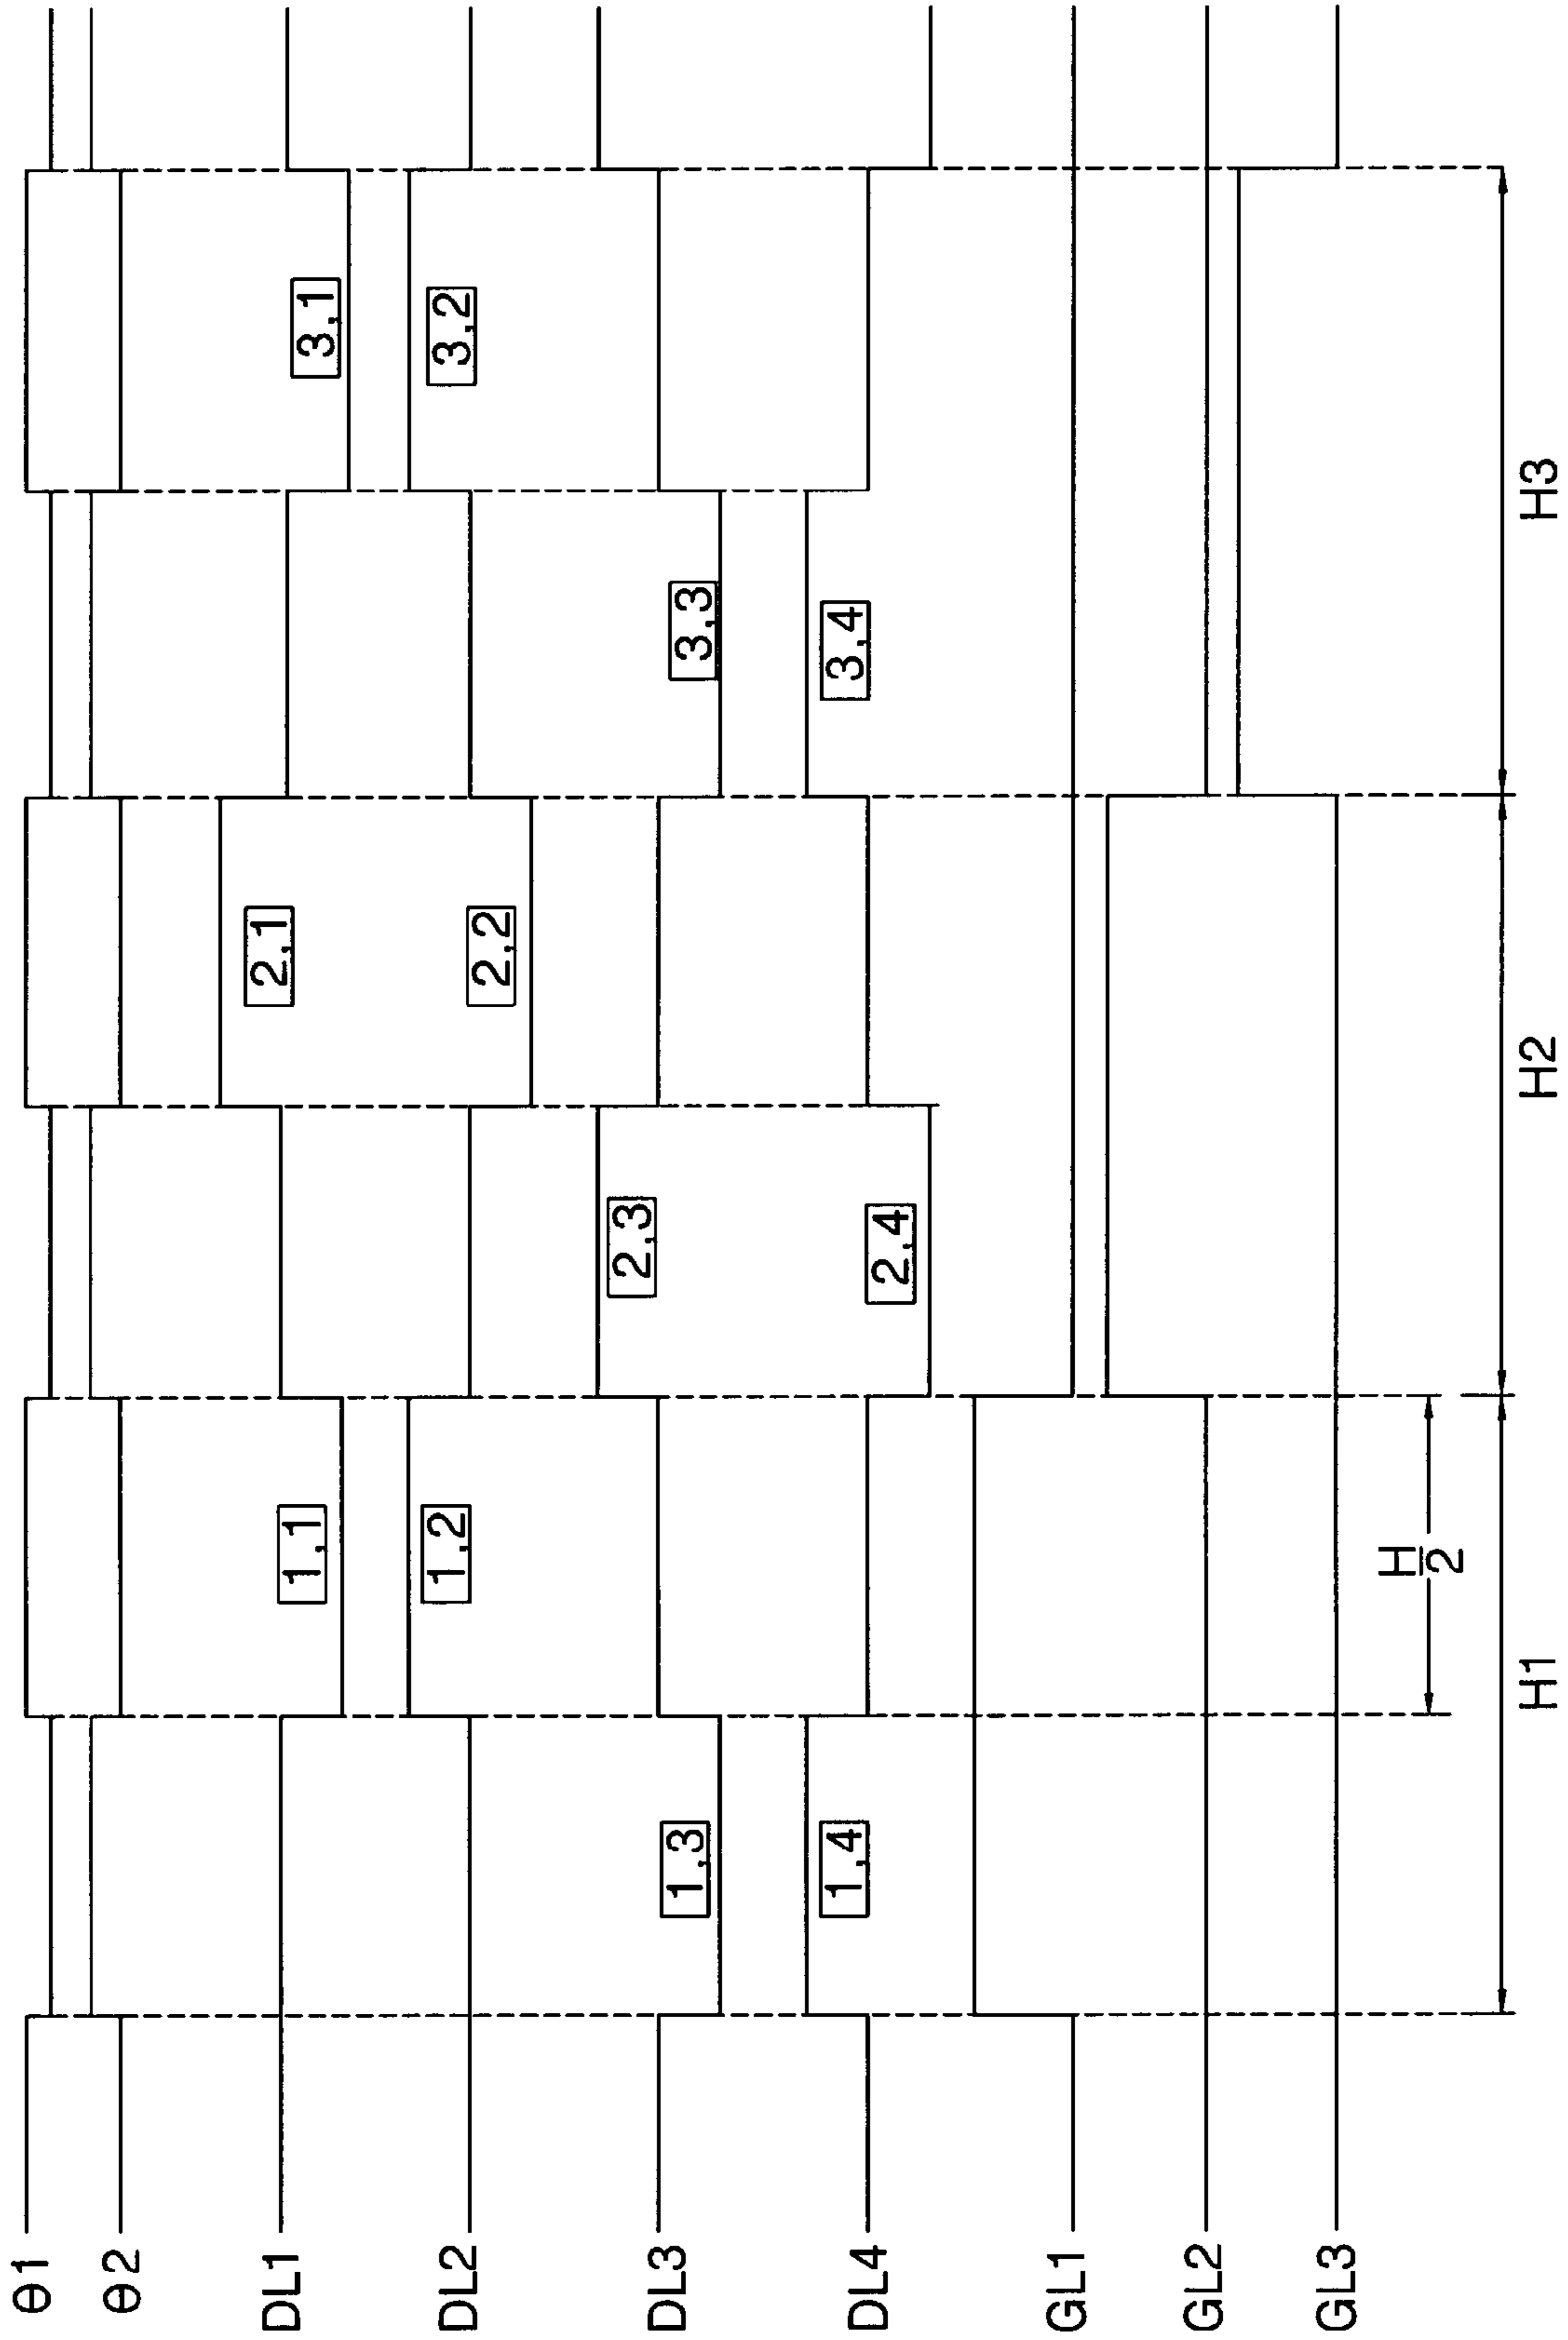 θ1
θ2
DL1
DL2
DL3
DL4
GL1
GL2
GL3
1,3
1,4
1,1
1,2
2,3
2,4
2,1
2,2
3,3
3,4
3,1
3,2
H
2
H1
H2
H3